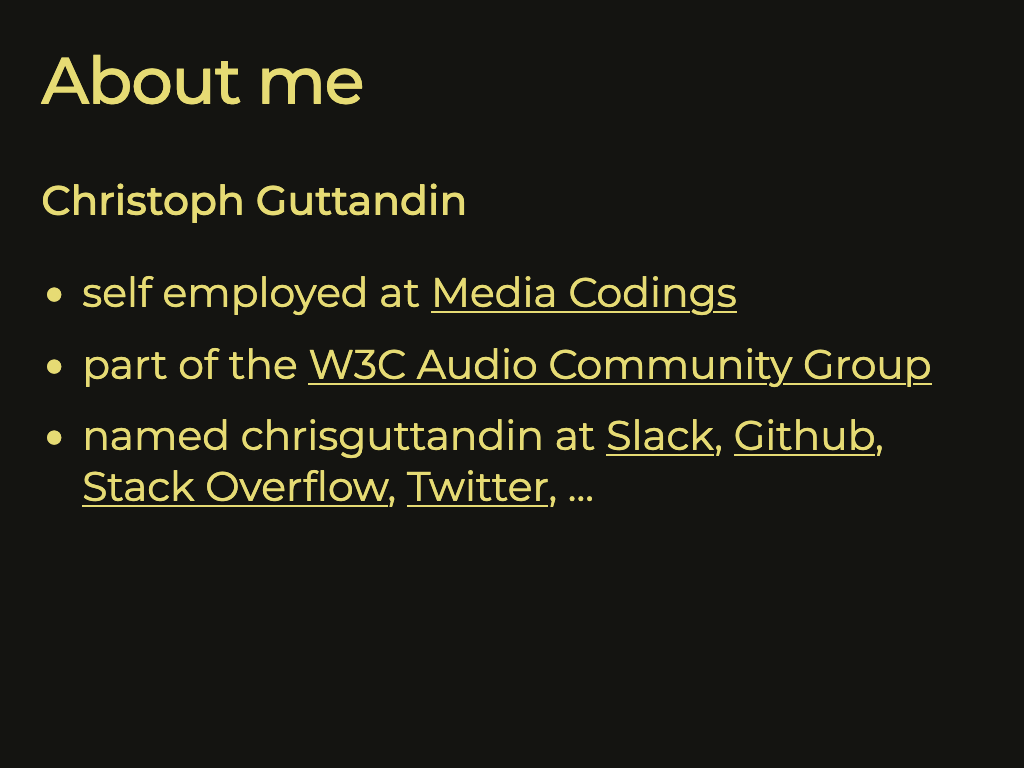 About me
Christoph Guttandin
• self employed at Media Codings
• part of the W3C Audio Community Group
• named chrisguttandin at Slack, Github,
Stack Overflow, Twitter, ...